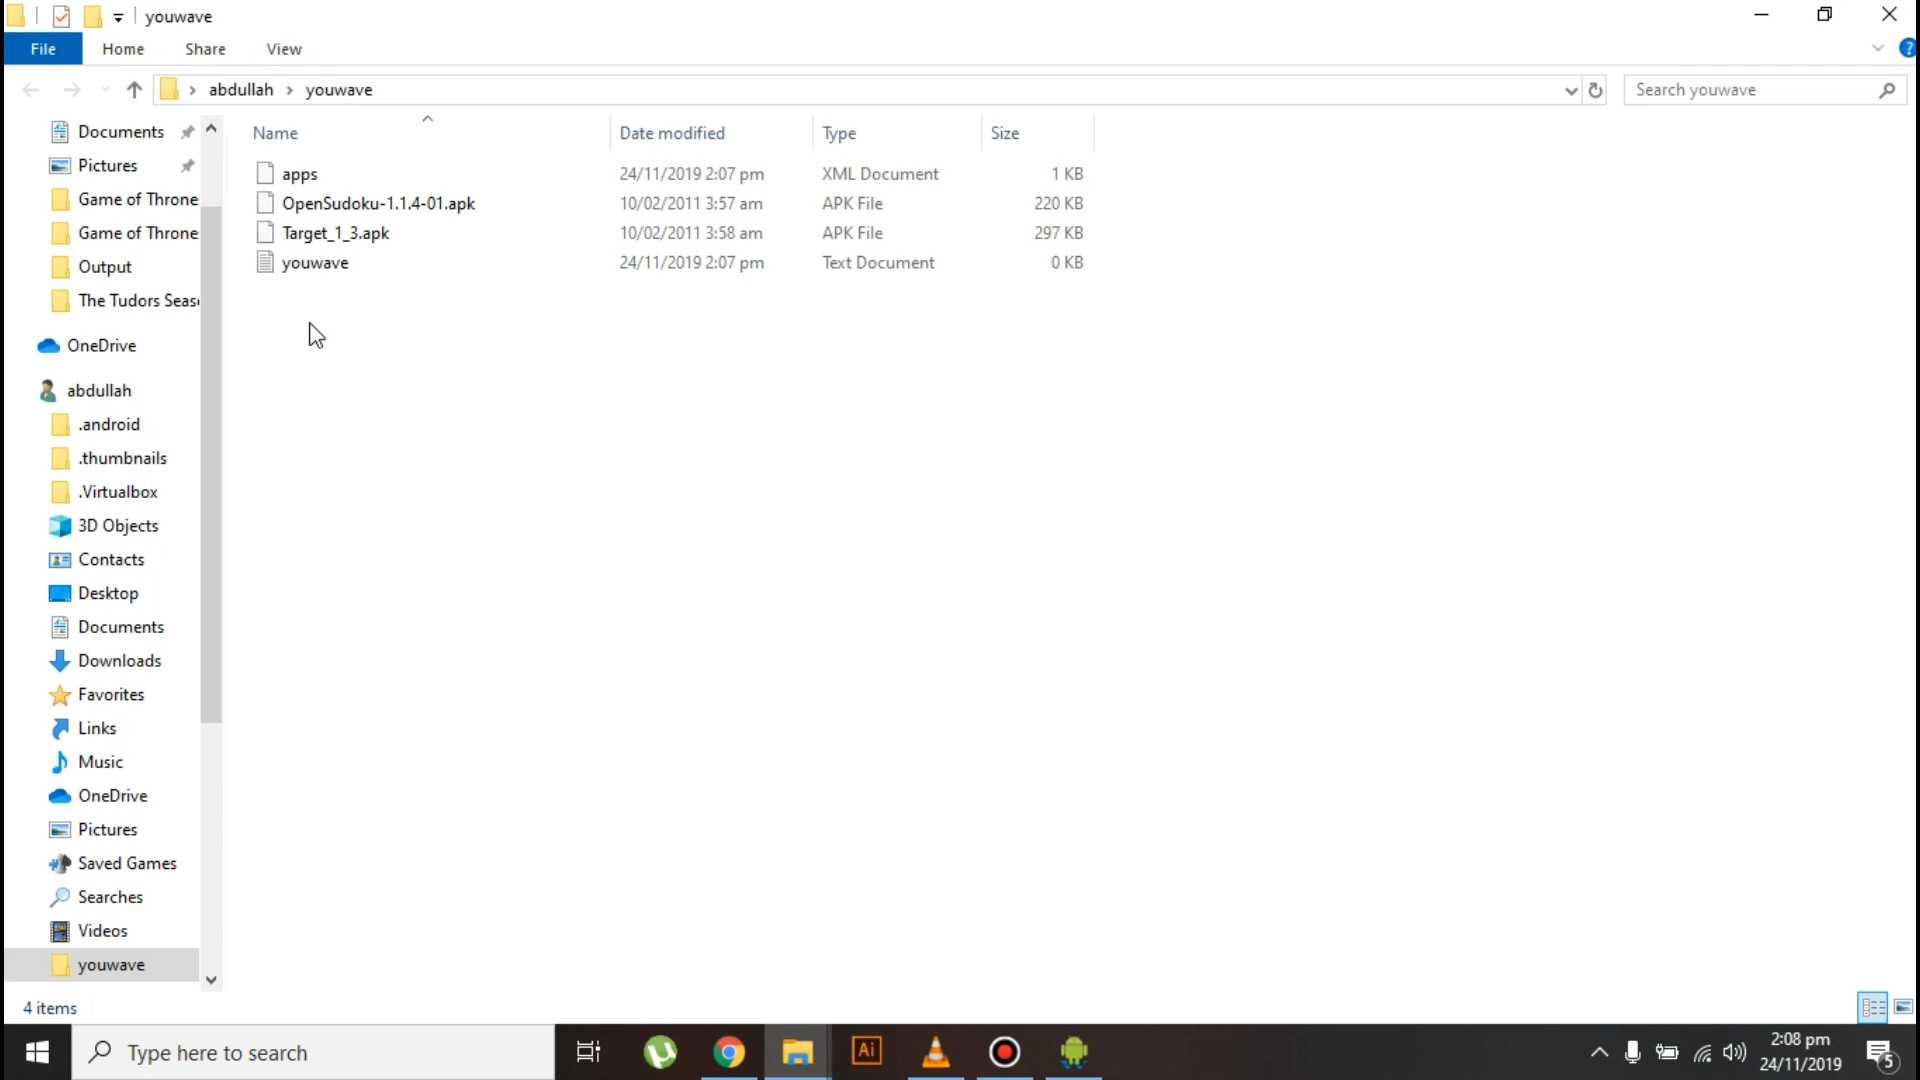 youwave
File Home Share View
abdullah youwave
Search youwave
Name Date modified Type Size
apps 24/11/2019 2:07 pm XML Document 1 KB
OpenSudoku-1.1.4-01.apk 10/02/2011 3:57 am APK File 220 KB
Target_1_3.apk 10/02/2011 3:58 am APK File 297 KB
youwave 24/11/2019 2:07 pm Text Document 0 KB
Documents
Pictures
Game of Throne
Game of Throne
Output
The Tudors Seas
OneDrive
abdullah
.android
.thumbnails
.Virtualbox
3D Objects
Contacts
Desktop
Documents
Downloads
Favorites
Links
Music
OneDrive
Pictures
Saved Games
Searches
Videos
youwave
4 items
Type here to search
Ai
2:08 pm
24/11/2019
5